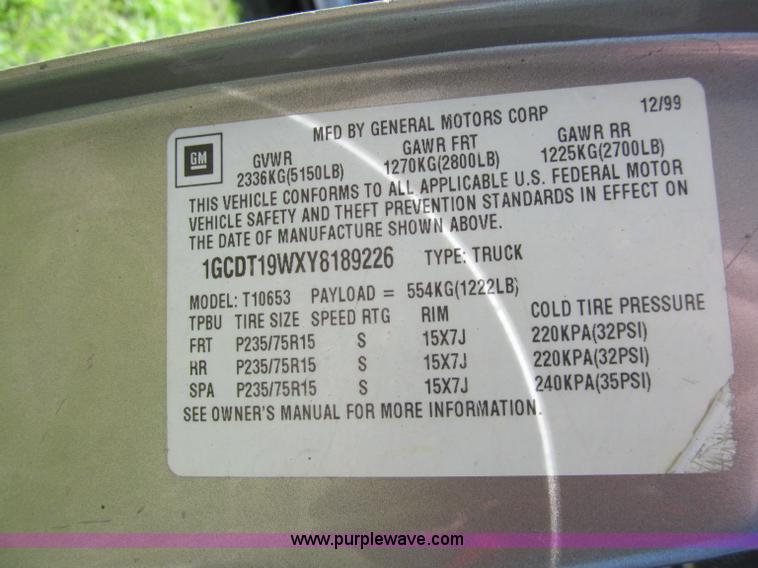 MFD BY GENERAL MOTORS CORP 12/99
GM
GVWR GAWR FRT GAWR RR
2336KG(5150LB) 1270KG(2800LB) 1225KG(2700LB)
THIS VEHICLE CONFORMS TO ALL APPLICABLE U.S. FEDERAL MOTOR
VEHICLE SAFETY AND THEFT PREVENTION STANDARDS IN EFFECT ON
THE DATE OF MANUFACTURE SHOWN ABOVE.
1GCDT19WXY8189226 TYPE: TRUCK
MODEL: T10653 PAYLOAD = 554KG(1222LB)
TPBU TIRE SIZE SPEED RTG RIM COLD TIRE PRESSURE
FRT P235/75R15 S 15X7J 220KPA(32PSI)
RR P235/75R15 S 15X7J 220KPA(32PSI)
SPA P235/75R15 S 15X7J 240KPA(35PSI)
SEE OWNER'S MANUAL FOR MORE INFORMATION.
www.purplewave.com